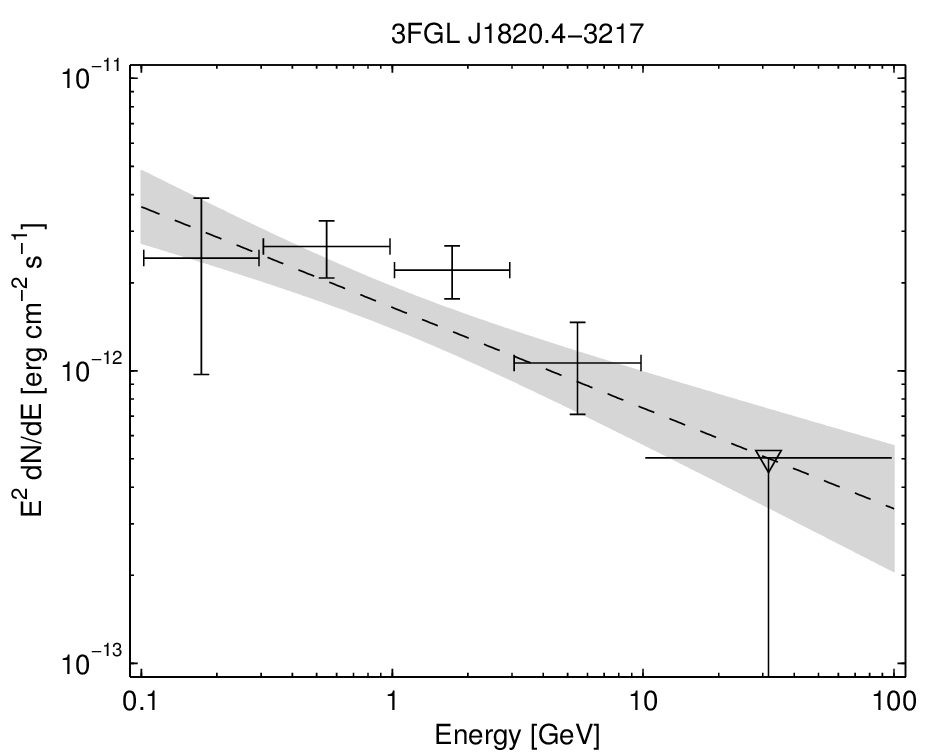 3FGL J1820.4−3217
10⁻¹¹
10⁻¹²
10⁻¹³
E² dN/dE [erg cm⁻² s⁻¹]
0.1 1 10 100
Energy [GeV]